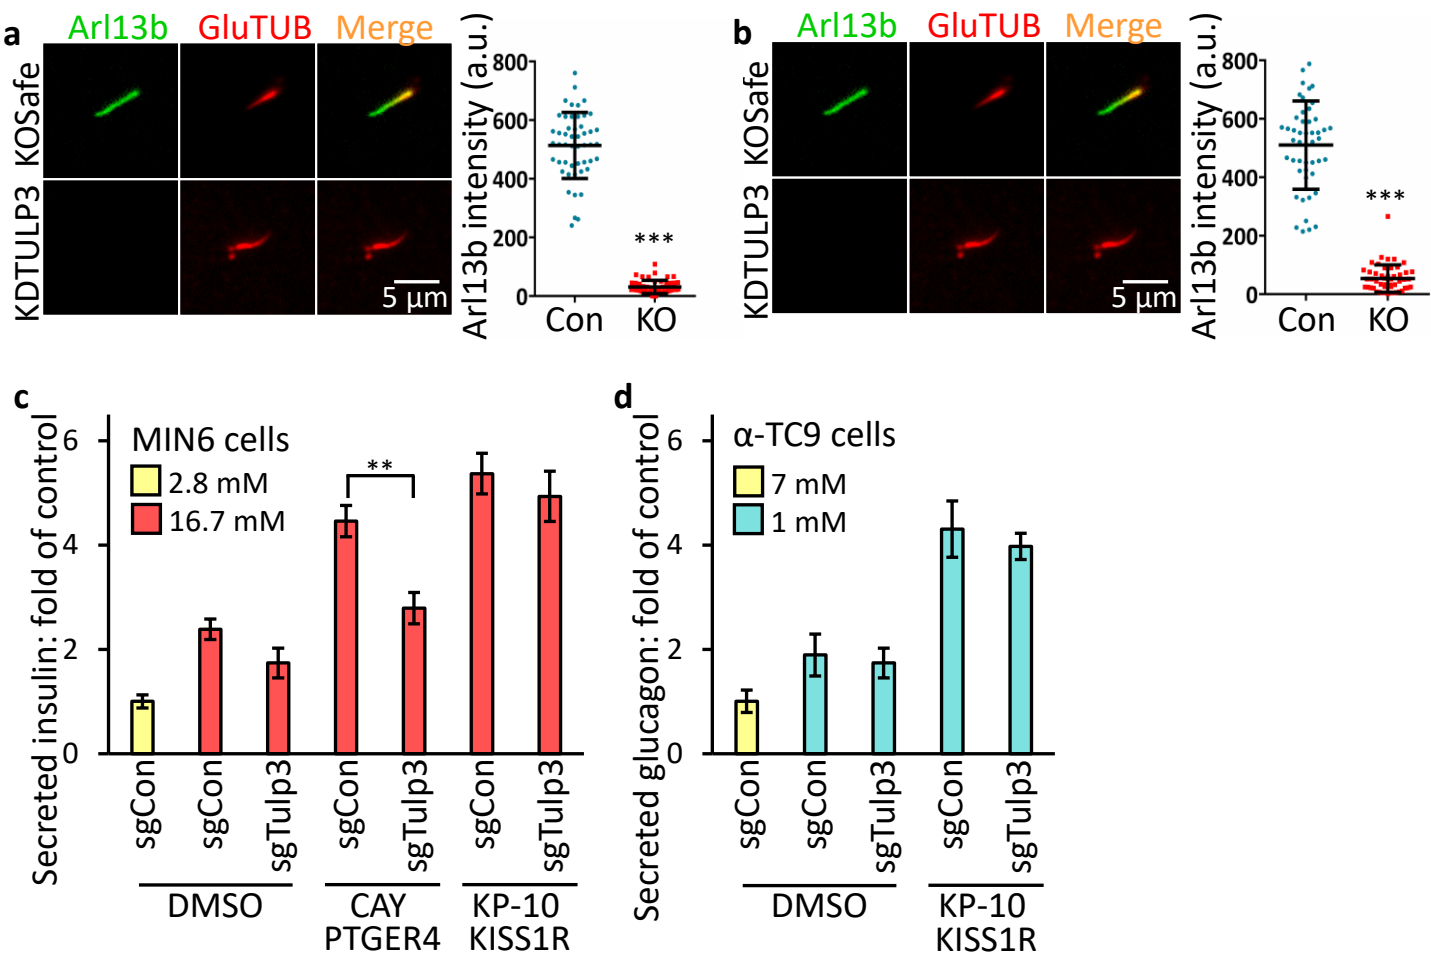 a
Arl13b GluTUB Merge
KOSafe
KDTULP3
5 μm
Arl13b intensity (a.u.)
800
600
400
200
0
***
Con KO
b
Arl13b GluTUB Merge
KOSafe
KDTULP3
5 μm
Arl13b intensity (a.u.)
800
600
400
200
0
***
Con KO
c
Secreted insulin: fold of control
6
4
2
0
MIN6 cells
2.8 mM
16.7 mM
**
sgCon
sgCon
sgTulp3
sgCon
sgTulp3
sgCon
sgTulp3
DMSO
CAY
PTGER4
KP-10
KISS1R
d
Secreted glucagon: fold of control
6
4
2
0
α-TC9 cells
7 mM
1 mM
sgCon
sgCon
sgTulp3
sgCon
sgTulp3
DMSO
KP-10
KISS1R